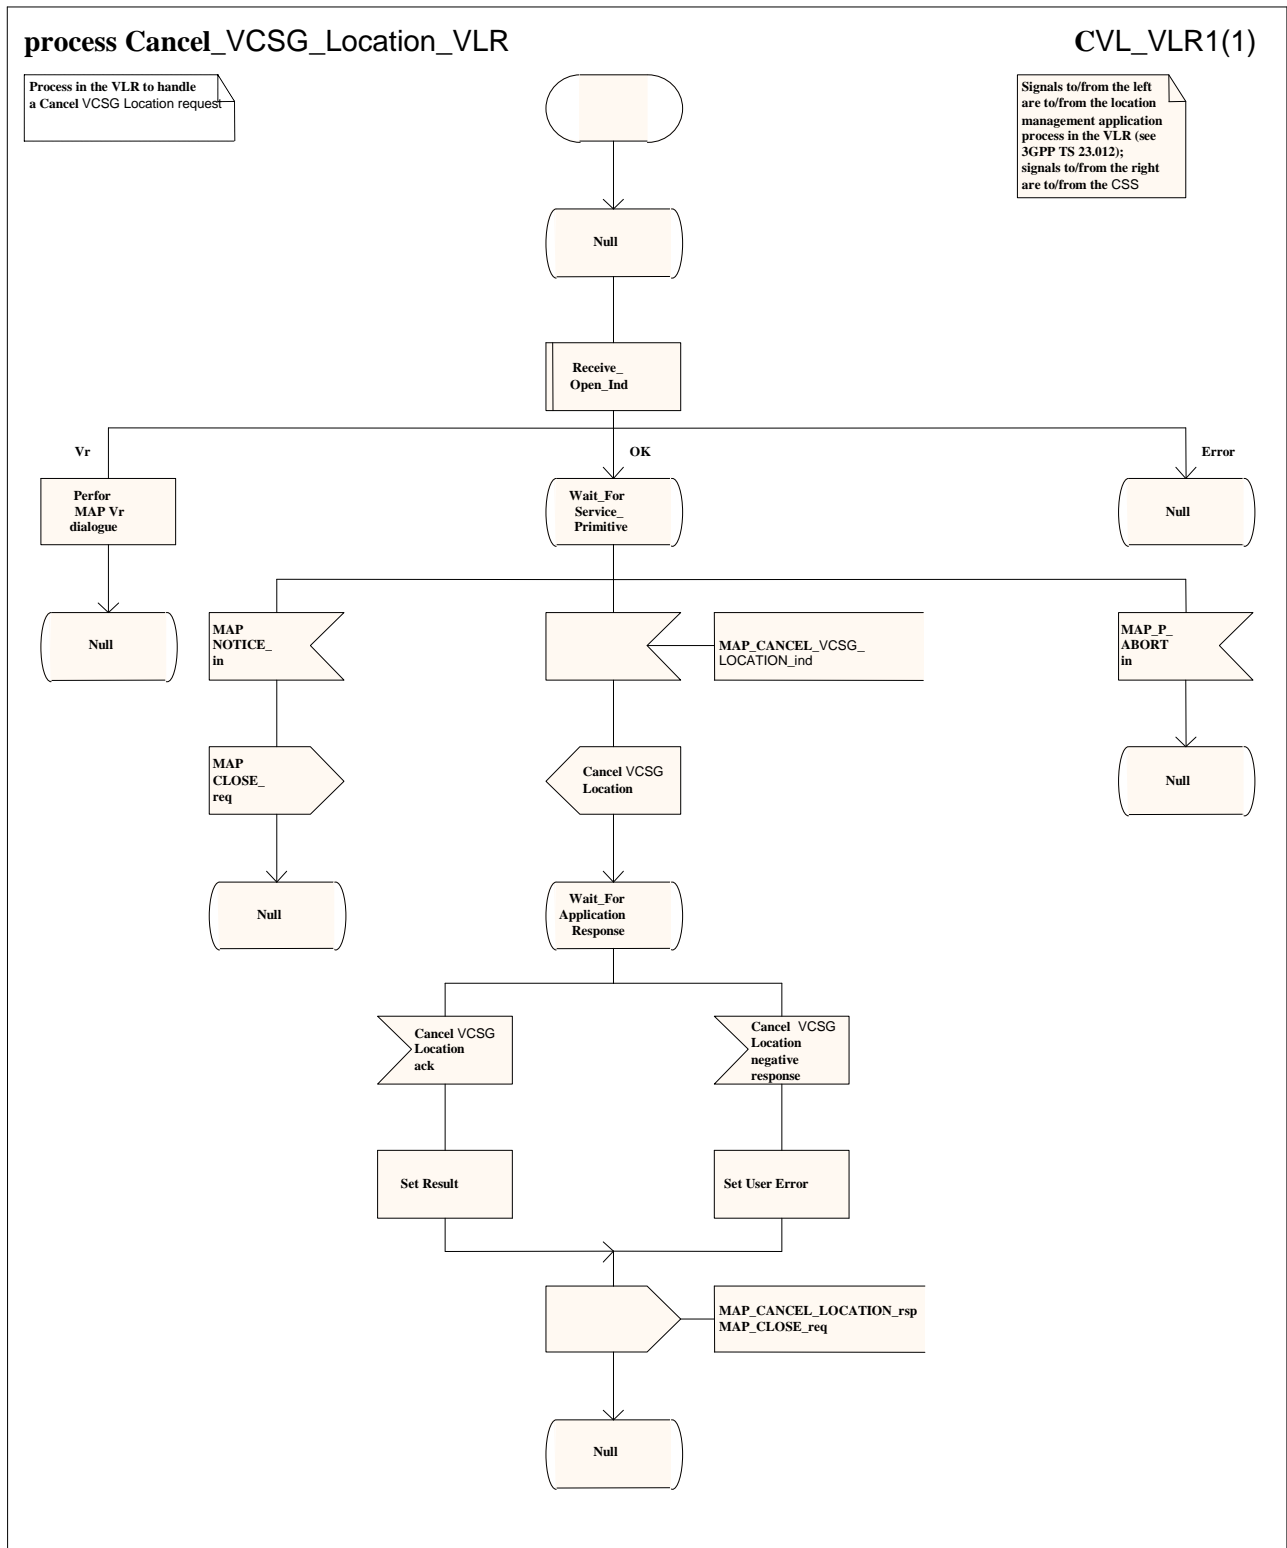 process Cancel_VCSG_Location_VLR
CVL_VLR1(1)
Process in the VLR to handle
a Cancel VCSG Location request
Signals to/from the left
are to/from the location
management application
process in the VLR (see
3GPP TS 23.012);
signals to/from the right
are to/from the CSS
Null
Receive_
Open_Ind
Vr
OK
Error
Perfor
MAP Vr
dialogue
Wait_For
Service_
Primitive
Null
Null
MAP
NOTICE_
in
MAP_CANCEL_VCSG_
LOCATION_ind
MAP_P_
ABORT
in
MAP
CLOSE_
req
Cancel VCSG
Location
Null
Null
Wait_For
Application
Response
Cancel VCSG
Location
ack
Cancel VCSG
Location
negative
response
Set Result
Set User Error
MAP_CANCEL_LOCATION_rsp
MAP_CLOSE_req
Null